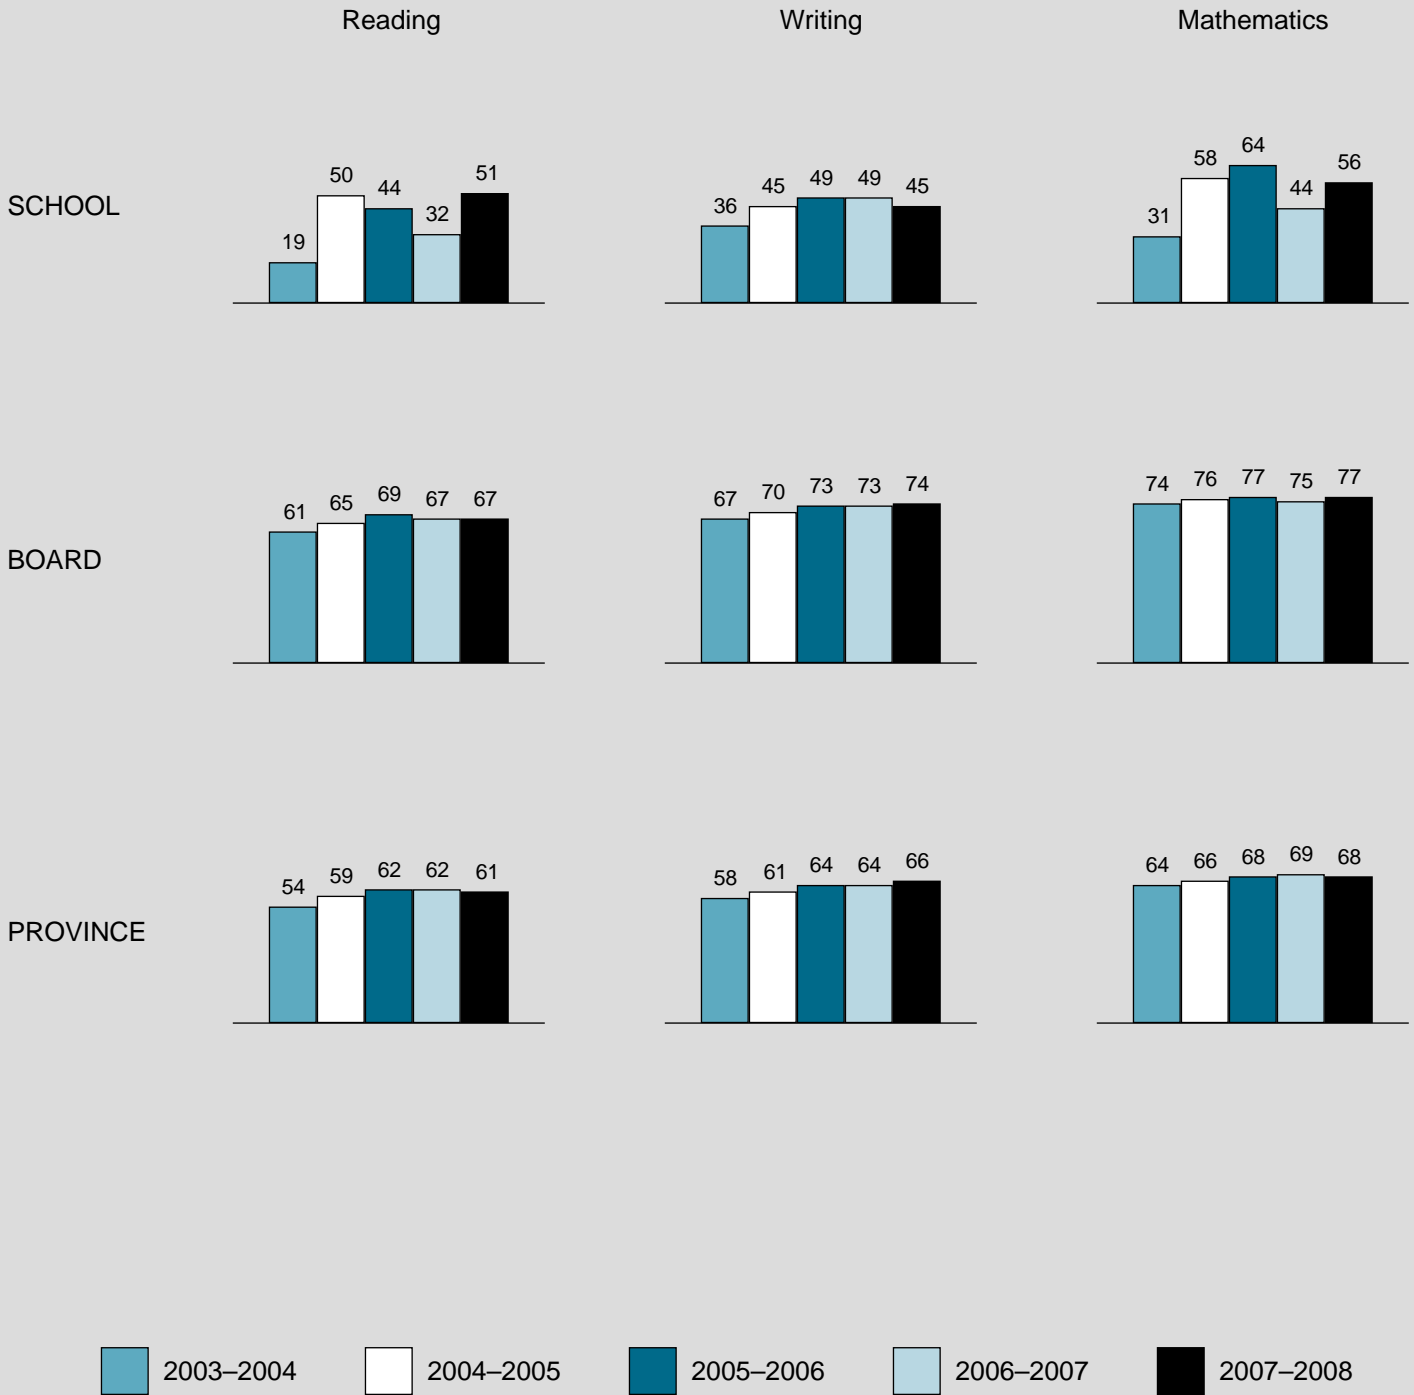 Reading Writing Mathematics
SCHOOL
19 50 44 32 51
36 45 49 49 45
31 58 64 44 56
BOARD
61 65 69 67 67
67 70 73 73 74
74 76 77 75 77
PROVINCE
54 59 62 62 61
58 61 64 64 66
64 66 68 69 68
2003–2004 2004–2005 2005–2006 2006–2007 2007–2008